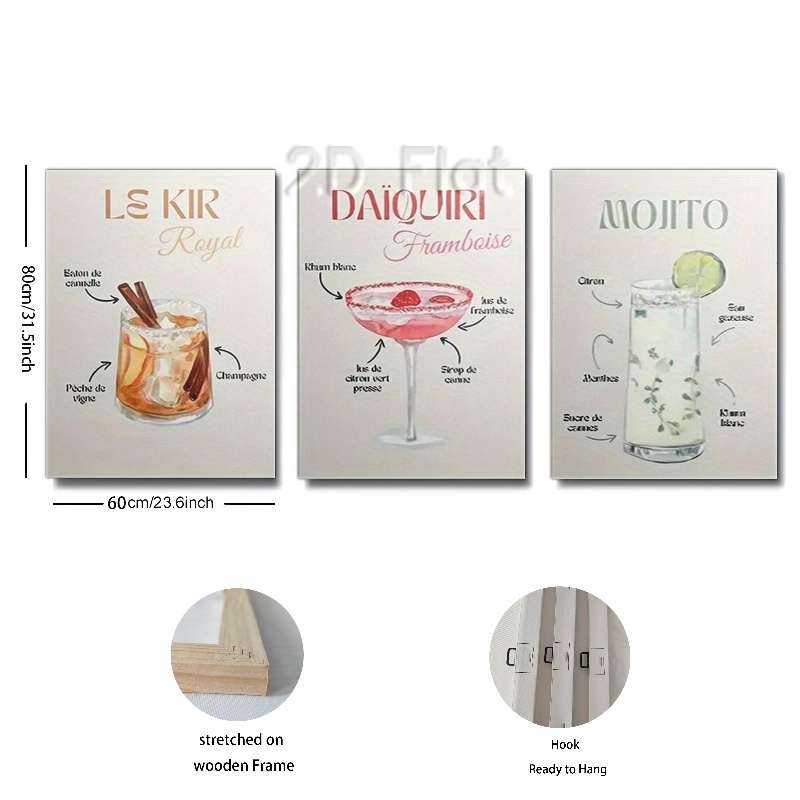 2D Flat
LE KIR
Royal
Baton de
cannelle
Pêche de
vigne
Champagne
DAÏQUIRI
Framboise
Rhum blanc
Jus de
framboise
Jus de
citron vert
pressé
Sirop de
canne
MOJITO
Citron
Eau
gazeuse
Menthes
Sucre de
cannes
Rhum
blanc
80cm/31.5inch
60cm/23.6inch
stretched on
wooden Frame
Hook
Ready to Hang